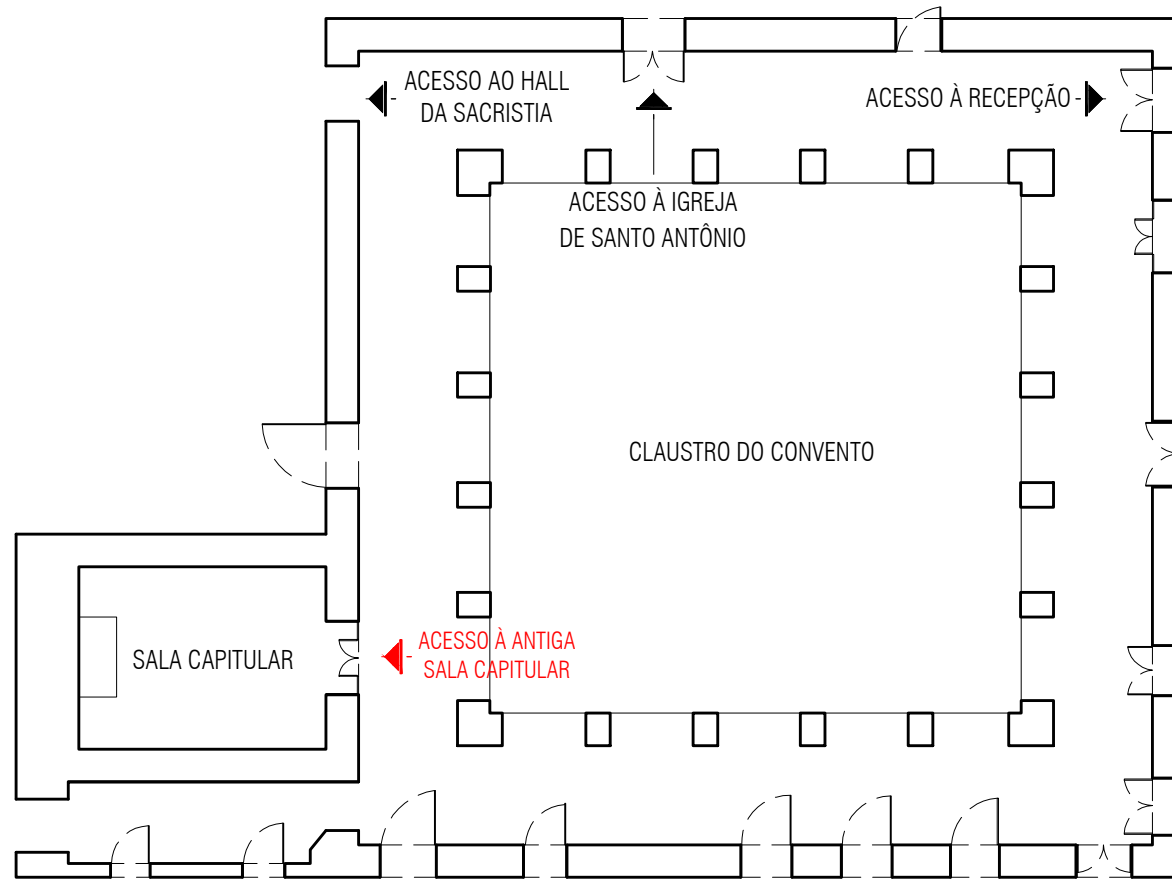 ACESSO AO HALL
DA SACRISTIA
ACESSO À RECEPÇÃO
ACESSO À IGREJA
DE SANTO ANTÔNIO
CLAUSTRO DO CONVENTO
SALA CAPITULAR
ACESSO À ANTIGA
SALA CAPITULAR